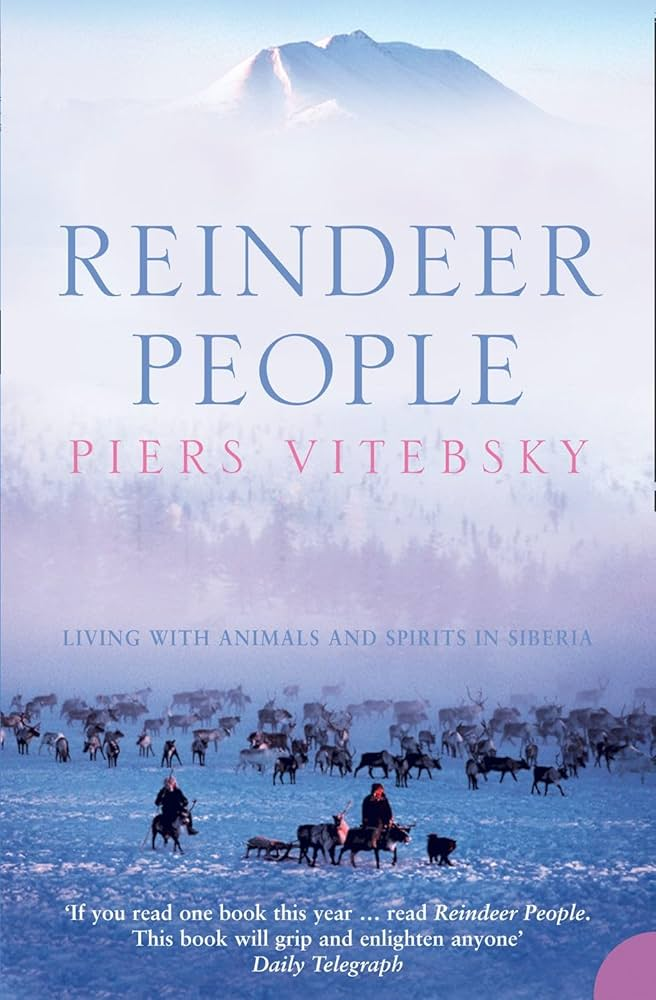 REINDEER
PEOPLE
PIERS VITEBSKY
LIVING WITH ANIMALS AND SPIRITS IN SIBERIA
‘If you read one book this year ... read Reindeer People.
This book will grip and enlighten anyone’
Daily Telegraph